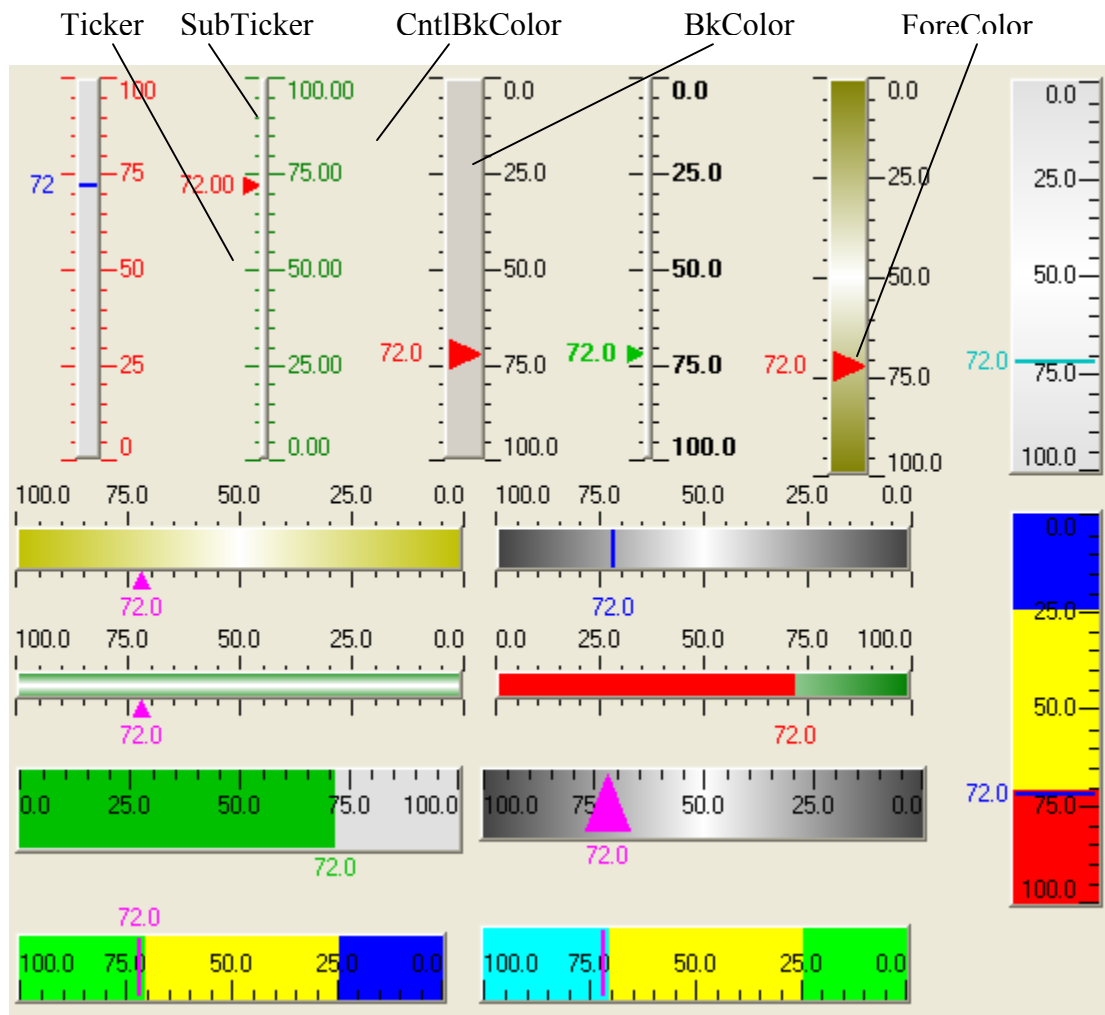 Ticker SubTicker CntlBkColor BkColor ForeColor
100 100.00 0.0 0.0 0.0 0.0
72 75 72.00 75.00 25.0 25.0 25.0 25.0
50 50.00 50.0 50.0 50.0 50.0
25 25.00 72.0 75.0 72.0 75.0 72.0 75.0 72.0 75.0
0 0.00 100.0 100.0 100.0 100.0
100.0 75.0 50.0 25.0 0.0 100.0 75.0 50.0 25.0 0.0
72.0 72.0
100.0 75.0 50.0 25.0 0.0 0.0 25.0 50.0 75.0 100.0
72.0 72.0
0.0 25.0 50.0 75.0 100.0 100.0 75 50.0 25.0 0.0
72.0 72.0
0.0
25.0
50.0
72.0 75.0
100.0
72.0
100.0 75.0 50.0 25.0 0.0 100.0 75.0 50.0 25.0 0.0